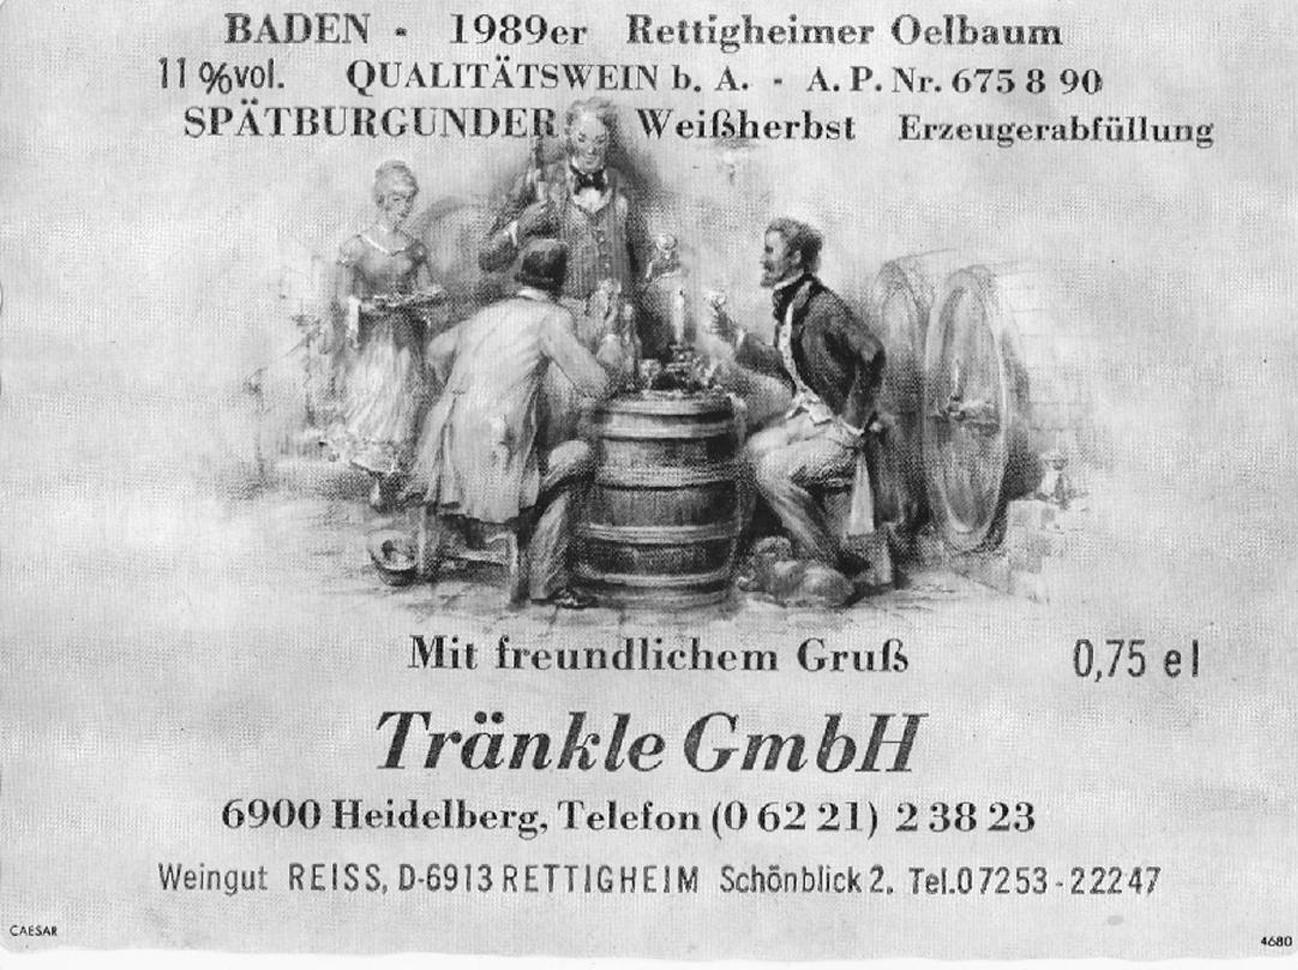 BADEN - 1989er Rettigheimer Oelbaum
11 %vol. QUALITÄTSWEIN b. A. - A. P. Nr. 675 8 90
SPÄTBURGUNDER Weißherbst Erzeugerabfüllung
Mit freundlichem Gruß 0,75 e l
Tränkle GmbH
6900 Heidelberg, Telefon (0 62 21) 2 38 23
Weingut REISS, D-6913 RETTIGHEIM Schönblick 2. Tel.07253-22247
CAESAR 4680